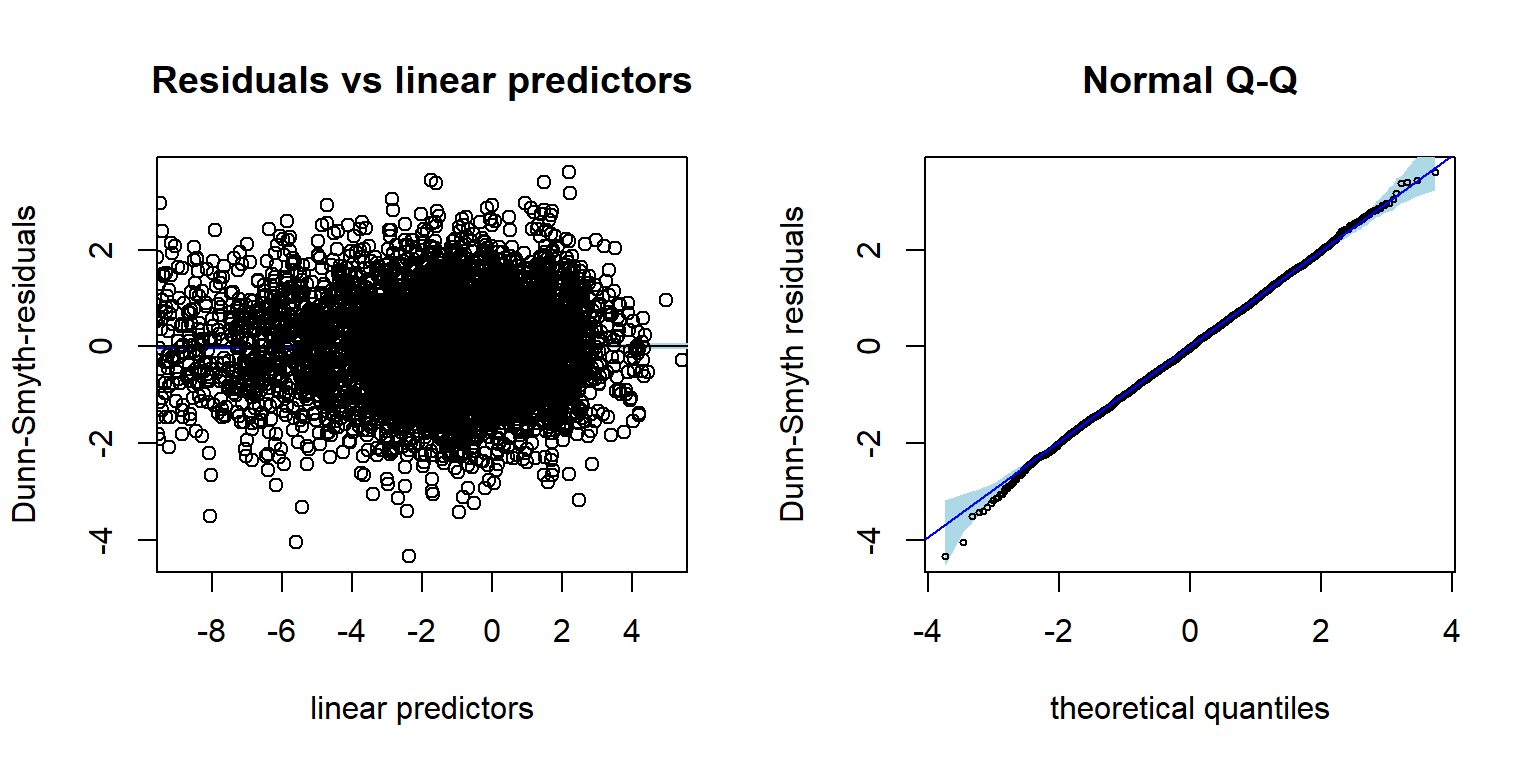 Residuals vs linear predictors
Dunn-Smyth-residuals
2
0
-2
-4
-8 -6 -4 -2 0 2 4
linear predictors
Normal Q-Q
Dunn-Smyth residuals
2
0
-2
-4
-4 -2 0 2 4
theoretical quantiles